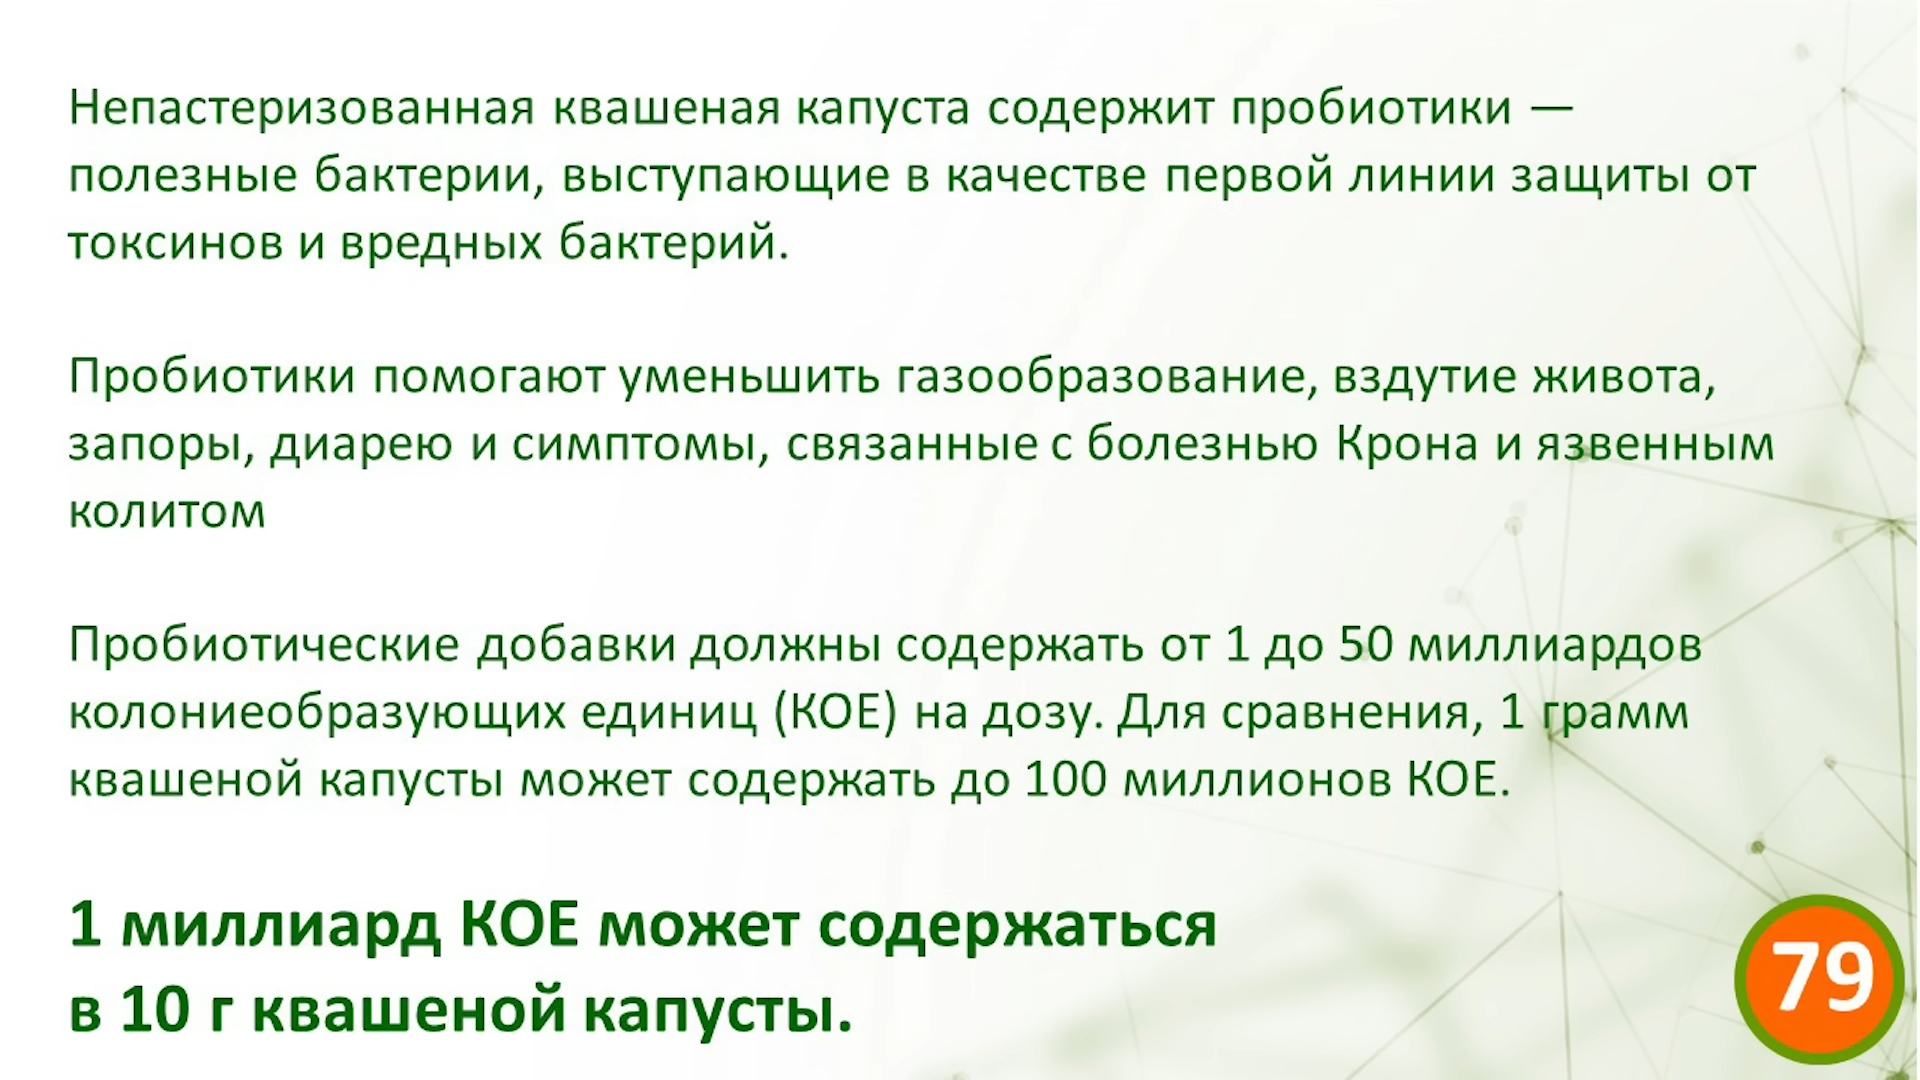 Непастеризованная квашеная капуста содержит пробиотики —
полезные бактерии, выступающие в качестве первой линии защиты от
токсинов и вредных бактерий.
Пробиотики помогают уменьшить газообразование, вздутие живота,
запоры, диарею и симптомы, связанные с болезнью Крона и язвенным
колитом
Пробиотические добавки должны содержать от 1 до 50 миллиардов
колониеобразующих единиц (КОЕ) на дозу. Для сравнения, 1 грамм
квашеной капусты может содержать до 100 миллионов КОЕ.
1 миллиард КОЕ может содержаться
в 10 г квашеной капусты.
79